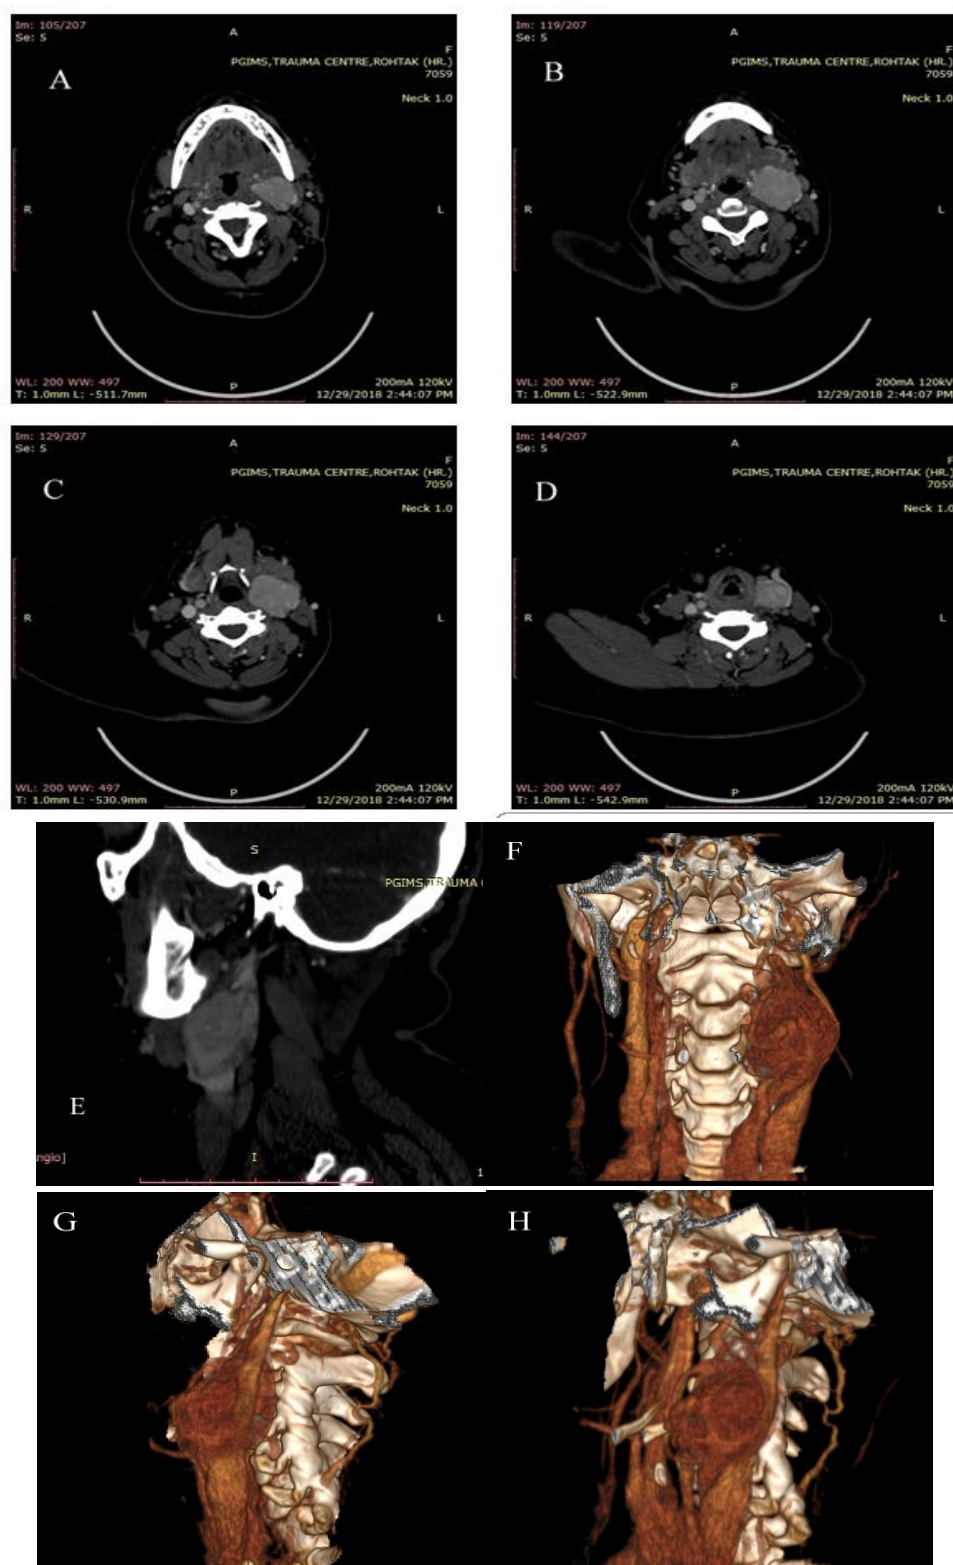 Im: 105/207
Se: 5
A
F
PGIMS,TRAUMA CENTRE,ROHTAK (HR.)
7059
A
Neck 1.0
R
L
WL: 200 WW: 497
T: 1.0mm L: -511.7mm
P
200mA 120kV
12/29/2018 2:44:07 PM
Im: 119/207
Se: 5
A
F
PGIMS,TRAUMA CENTRE,ROHTAK (HR.)
7059
B
Neck 1.0
R
L
WL: 200 WW: 497
T: 1.0mm L: -522.9mm
P
200mA 120kV
12/29/2018 2:44:07 PM
Im: 129/207
Se: 5
A
F
PGIMS,TRAUMA CENTRE,ROHTAK (HR.)
7059
C
Neck 1.0
R
L
WL: 200 WW: 497
T: 1.0mm L: -530.9mm
P
200mA 120kV
12/29/2018 2:44:07 PM
Im: 144/207
Se: 5
A
F
PGIMS,TRAUMA CENTRE,ROHTAK (HR.)
7059
D
Neck 1.0
R
L
WL: 200 WW: 497
T: 1.0mm L: -542.9mm
P
200mA 120kV
12/29/2018 2:44:07 PM
S
PGIMS,TRAUMA (
E
ngio]
I
1
F
G
H